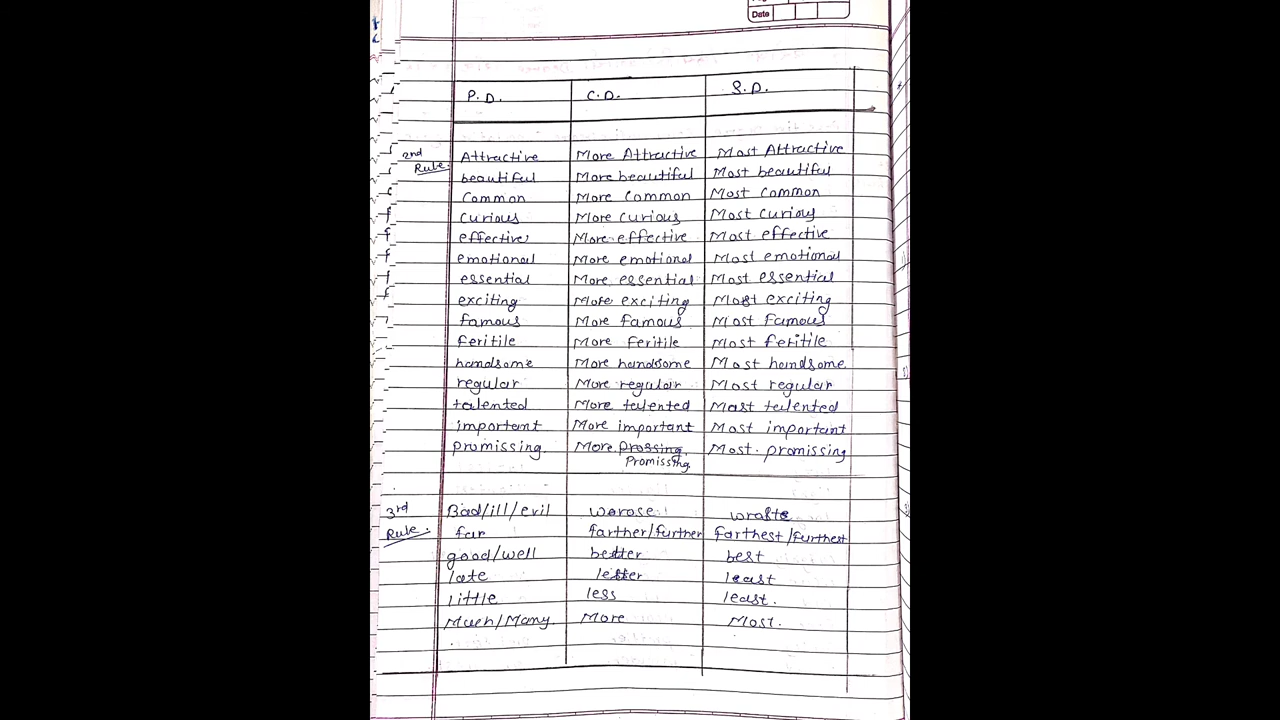 Date
P.D. C.D. S.D.
2nd Rule. Attractive More Attractive Most Attractive
beautiful More beautiful Most beautiful
Common More Common Most Common
curious More curious Most curious
effective More effective Most effective
emotional More emotional Most emotional
essential More essential Most essential
exciting More exciting Most exciting
famous More famous Most famous
feritile More feritile Most feritile
handsome More handsome Most handsome.
regular More regular Most regular
talented More talented Most talented
important More important Most important
promissing. More Promissing Most. promissing
3rd Bad/ill/evil worose.
Rule. far farther/further farthest/furthest
good/well better best
late letter least
little less least.
Much/Many More Most.